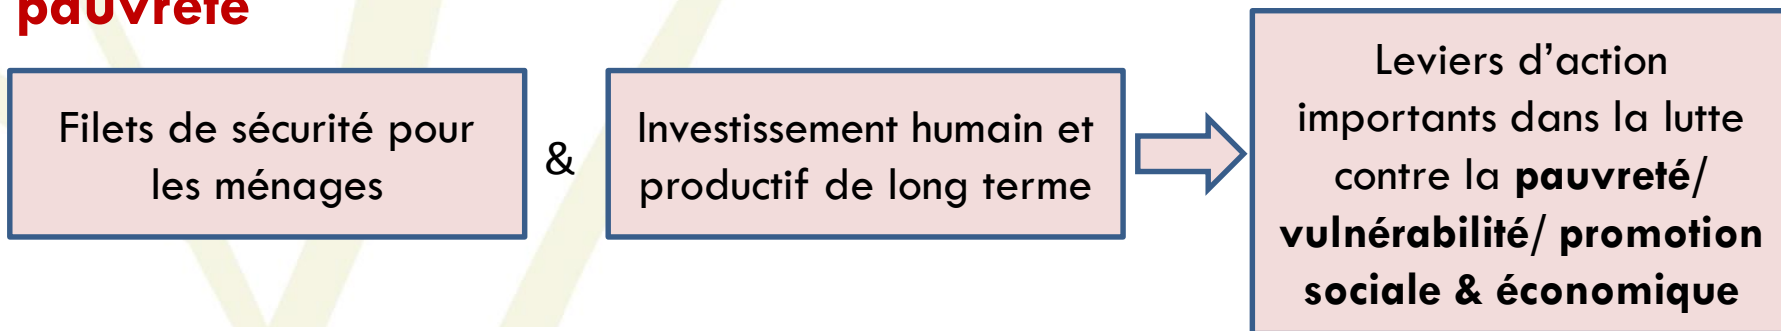 pauvreté
Filets de sécurité pour
les ménages
&
Investissement humain et
productif de long terme
Leviers d’action
importants dans la lutte
contre la pauvreté/
vulnérabilité/ promotion
sociale & économique